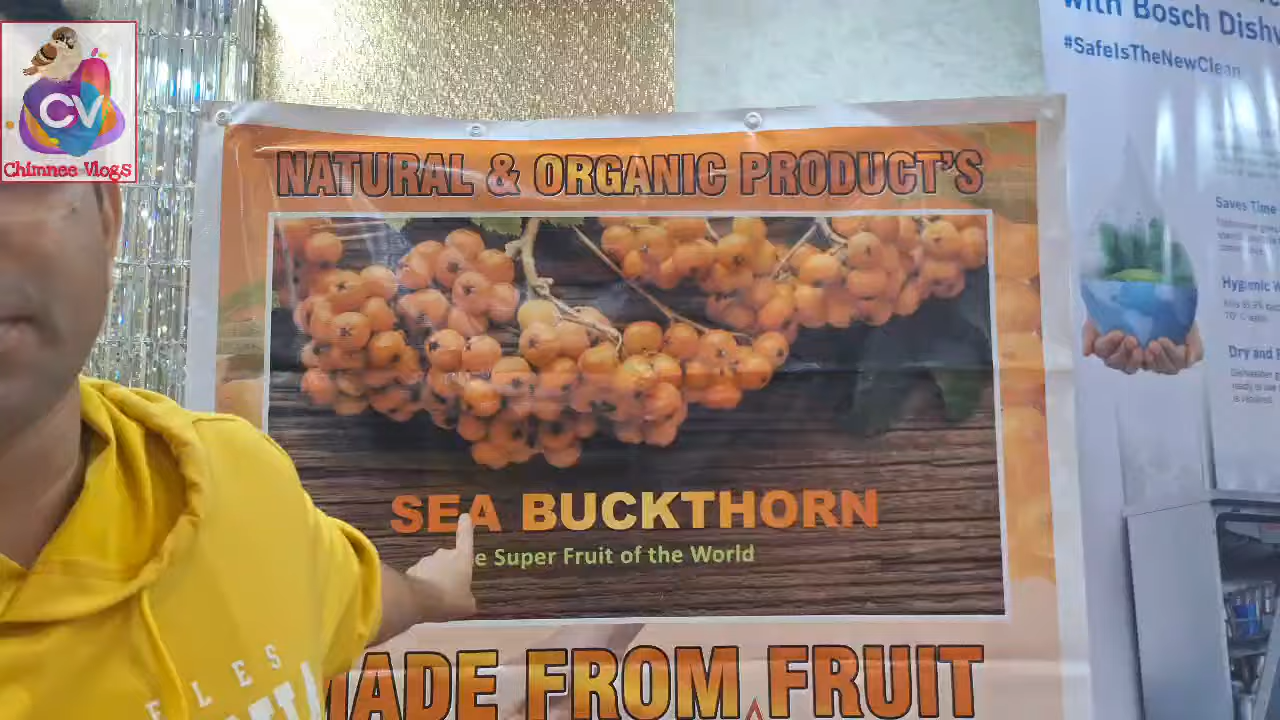 CV
Chimnee Vlogs
with Bosch
#SafeIsTheNewClean
NATURAL & ORGANIC PRODUCT'S
SEA BUCKTHORN
Super Fruit of the World
MADE FROM FRUIT
Saves Time
Hygienic
Dry and
LES